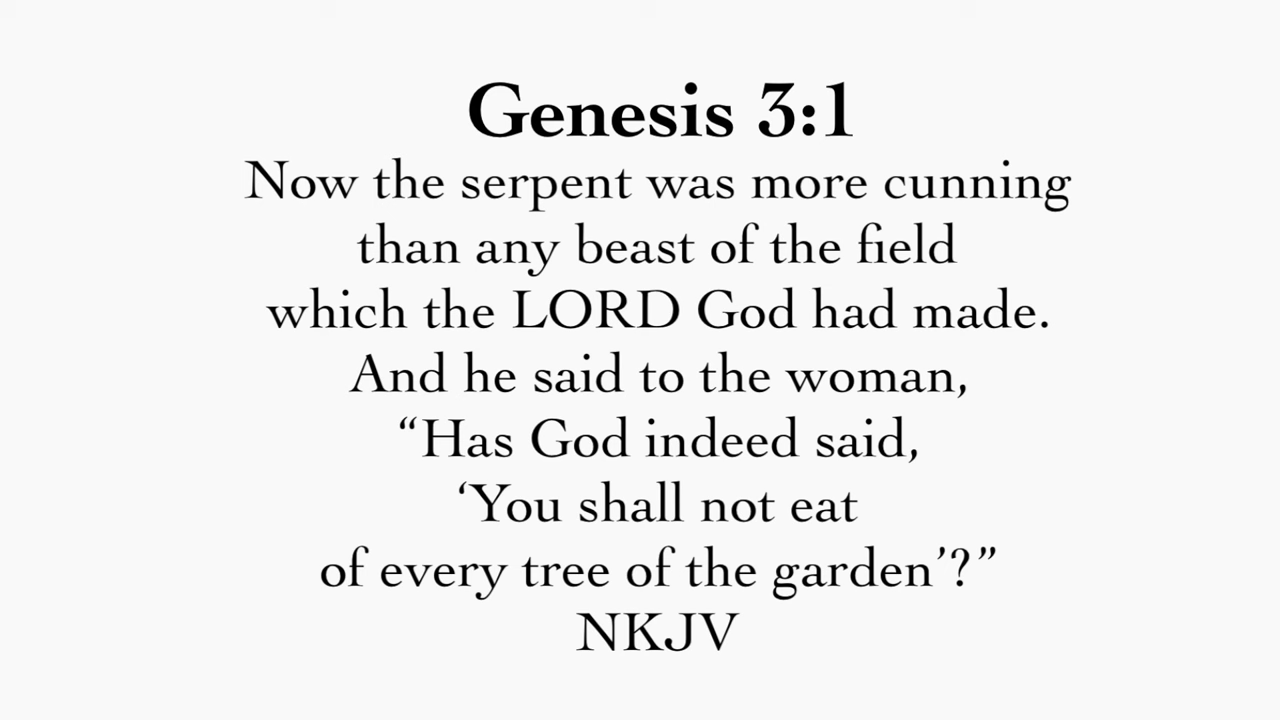 Genesis 3:1
Now the serpent was more cunning
than any beast of the field
which the LORD God had made.
And he said to the woman,
“Has God indeed said,
‘You shall not eat
of every tree of the garden’?”
NKJV